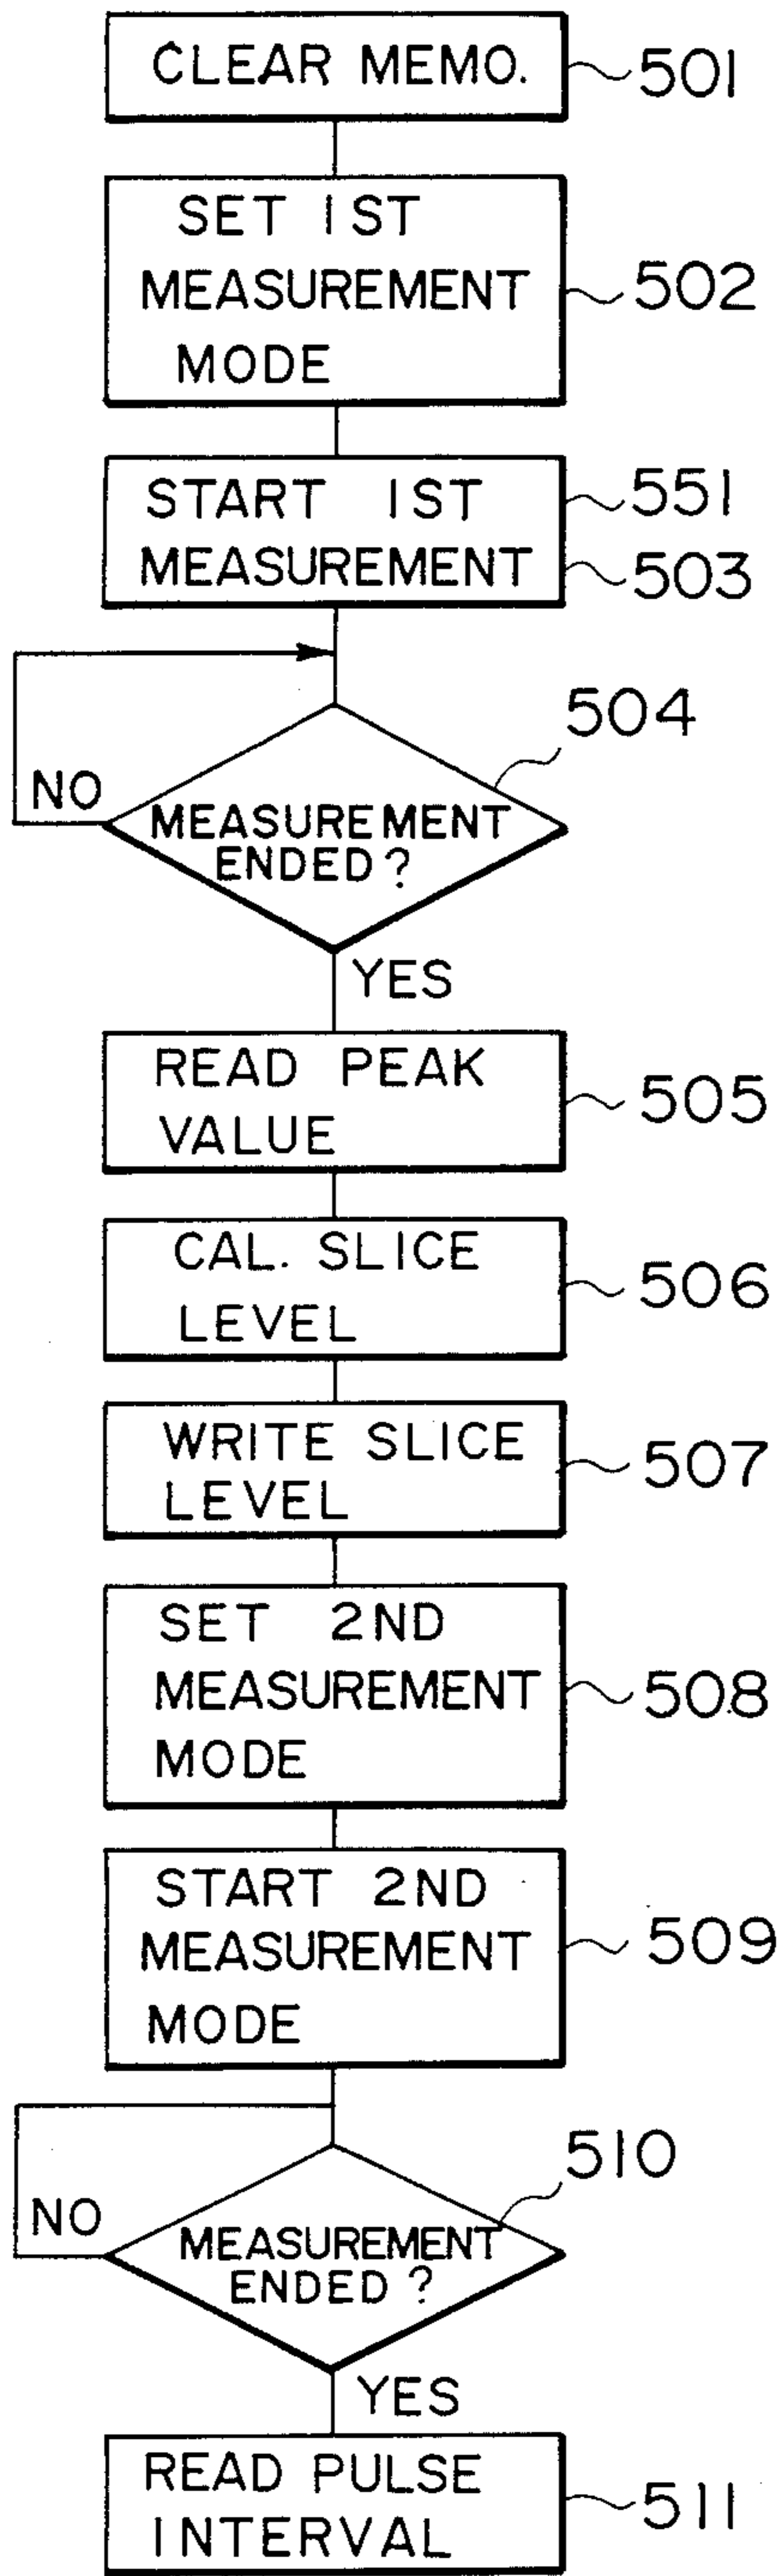 CLEAR MEMO.
501
SET 1ST
MEASUREMENT
MODE
502
START 1ST
MEASUREMENT
551
503
504
NO
MEASUREMENT
ENDED?
YES
READ PEAK
VALUE
505
CAL. SLICE
LEVEL
506
WRITE SLICE
LEVEL
507
SET 2ND
MEASUREMENT
MODE
508
START 2ND
MEASUREMENT
MODE
509
510
NO
MEASUREMENT
ENDED?
YES
READ PULSE
INTERVAL
511